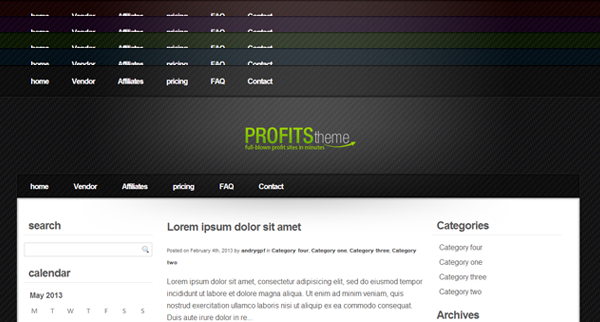 home Vendor Affiliates pricing FAQ Contact
home Vendor Affiliates pricing FAQ Contact
home Vendor Affiliates pricing FAQ Contact
home Vendor Affiliates pricing FAQ Contact
home Vendor Affiliates pricing FAQ Contact
PROFITStheme
full-blown profit sites in minutes
home Vendor Affiliates pricing FAQ Contact
search
calendar
May 2013
M T W T F S S
Lorem ipsum dolor sit amet
Posted on February 4th, 2013 by andrygpf in Category four, Category one, Category three, Category
two
Lorem ipsum dolor sit amet, consectetur adipisicing elit, sed do eiusmod tempor
incididunt ut labore et dolore magna aliqua. Ut enim ad minim veniam, quis
nostrud exercitation ullamco laboris nisi ut aliquip ex ea commodo consequat.
Duis aute irure dolor in re...
Categories
Category four
Category one
Category three
Category two
Archives